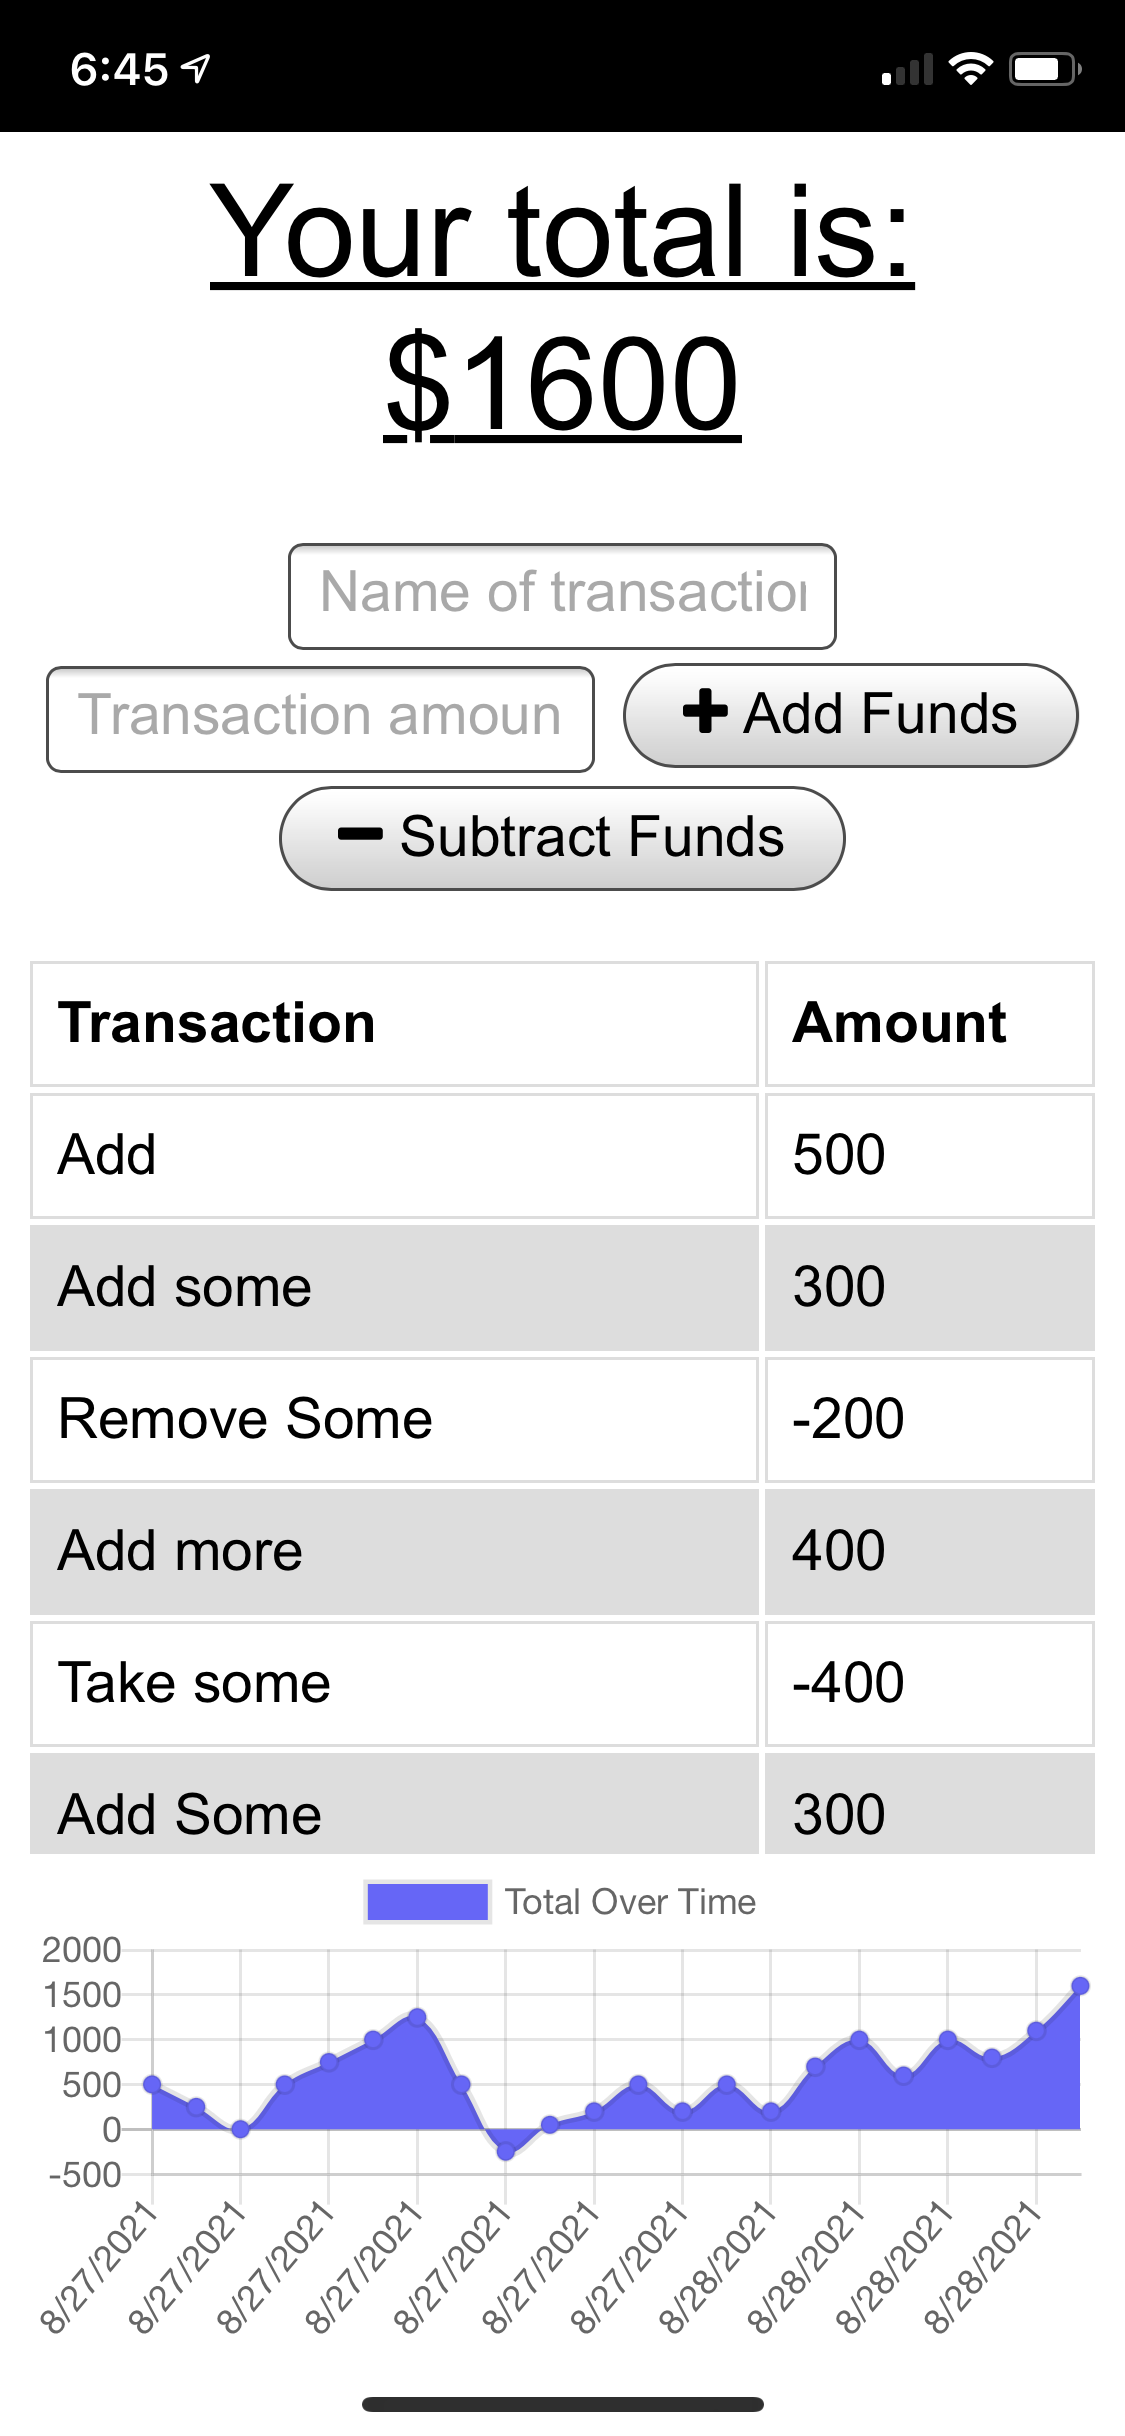 6:45
Your total is:
$1600
Name of transaction
Transaction amoun
Add Funds
Subtract Funds
Transaction Amount
Add 500
Add some 300
Remove Some -200
Add more 400
Take some -400
Add Some 300
Total Over Time
2000
1500
1000
500
0
-500
8/27/2021 8/27/2021 8/27/2021 8/27/2021 8/27/2021 8/27/2021 8/27/2021 8/28/2021 8/28/2021 8/28/2021 8/28/2021